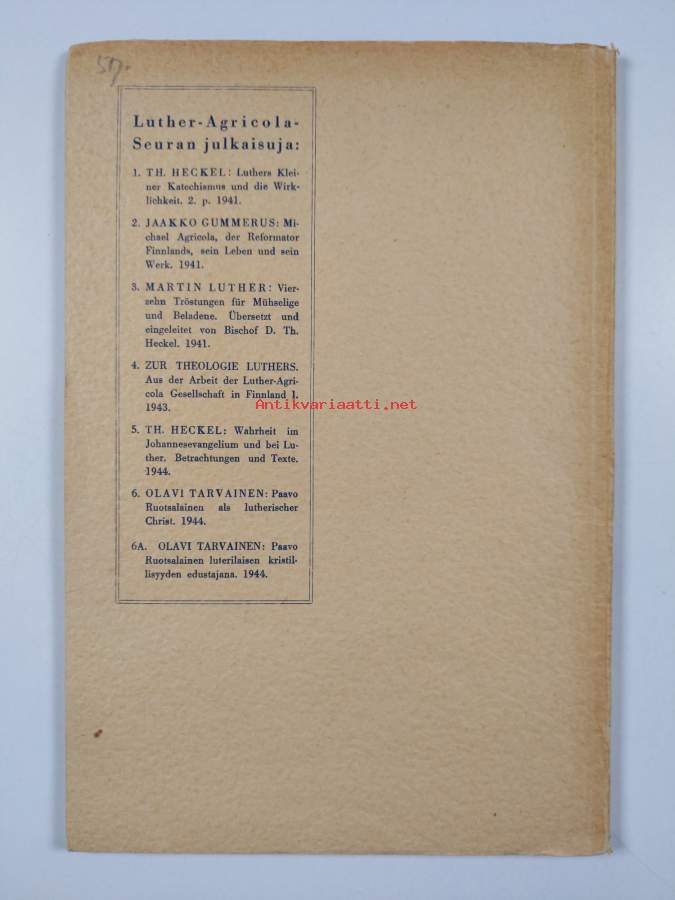 Luther-Agricola-
Seuran julkaisuja:
1. TH. HECKEL: Luthers Klei-
ner Katechismus und die Wirk-
lichkeit. 2. p. 1941.
2. JAAKKO GUMMERUS: Mi-
chael Agricola, der Reformator
Finnlands, sein Leben und sein
Werk. 1941.
3. MARTIN LUTHER: Vier-
zehn Tröstungen für Mühselige
und Beladene. Übersetzt und
eingeleitet von Bischof D. Th.
Heckel. 1941.
4. ZUR THEOLOGIE LUTHERS.
Aus der Arbeit der Luther-Agri-
cola Gesellschaft in Finnland I.
1943.
Antikvariaatti.net
5. TH. HECKEL: Wahrheit im
Johannesevangelium und bei Lu-
ther. Betrachtungen und Texte.
1944.
6. OLAVI TARVAINEN: Paavo
Ruotsalainen als lutherischer
Christ. 1944.
6A. OLAVI TARVAINEN: Paavo
Ruotsalainen luterilaisen kristil-
lisyyden edustajana. 1944.